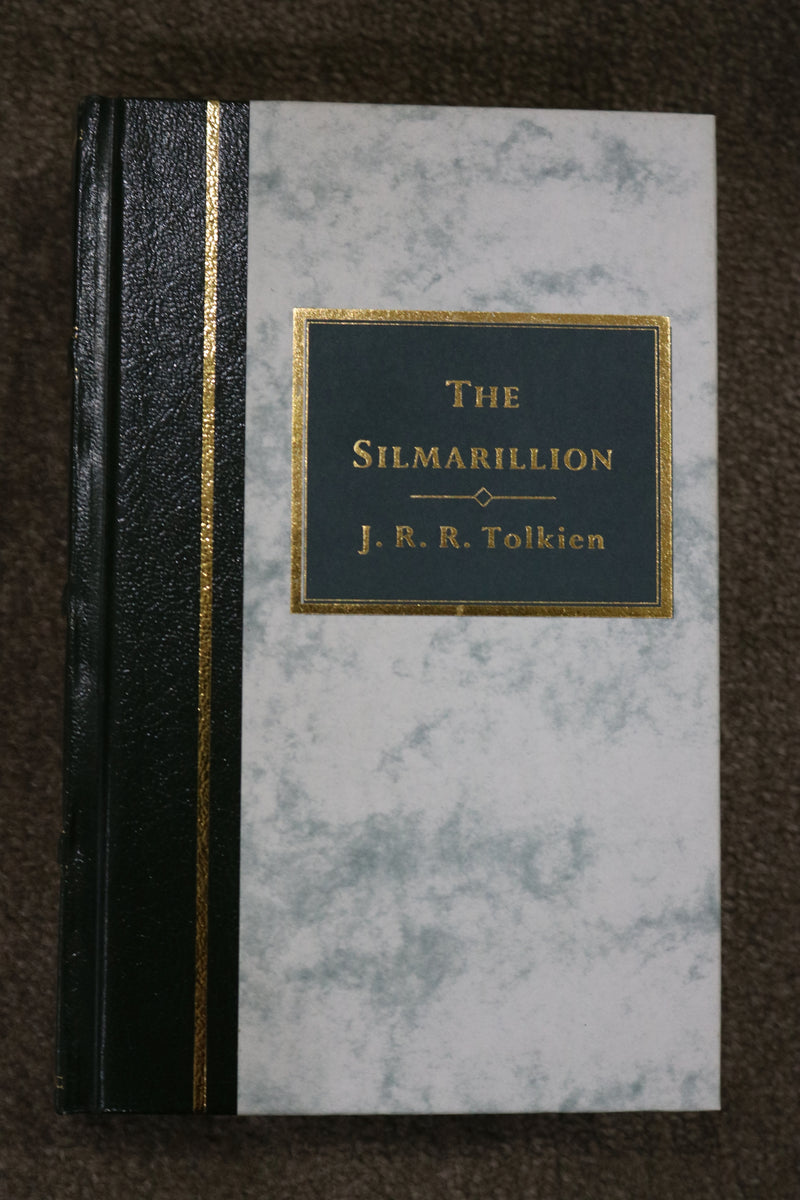 THE
SILMARILLION
J. R. R. Tolkien